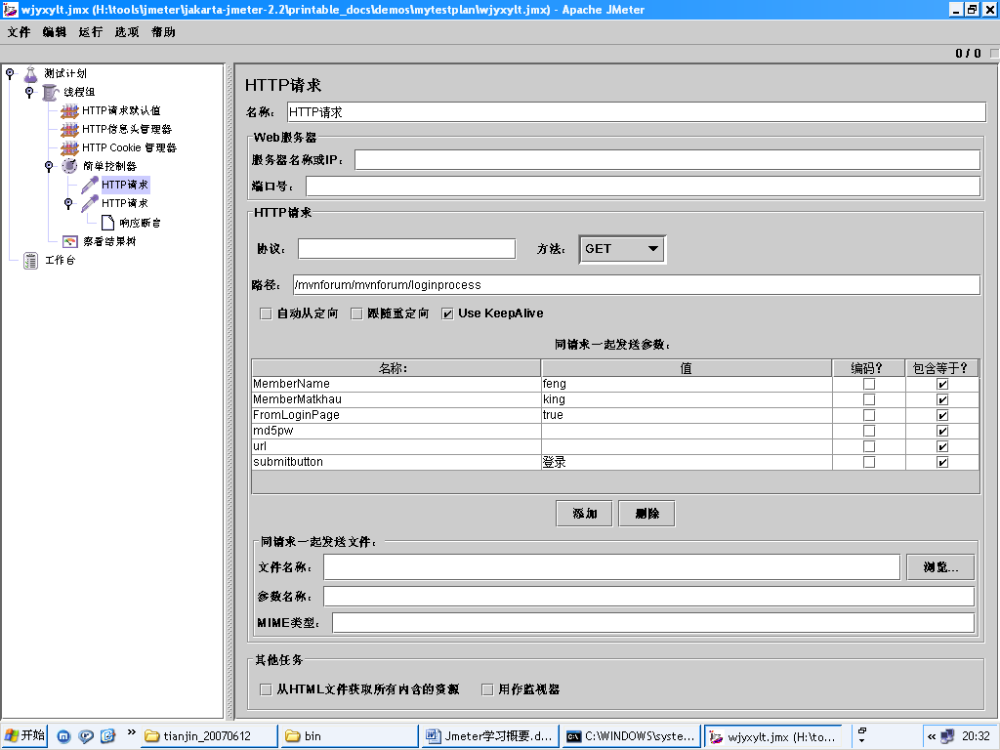 wjyxylt.jmx (H:\tools\jmeter\jakarta-jmeter-2.2\printable_docs\demos\mytestplan\wjyxylt.jmx) - Apache JMeter
文件 编辑 运行 选项 帮助
0 / 0
测试计划
线程组
HTTP请求默认值
HTTP信息头管理器
HTTP Cookie 管理器
简单控制器
HTTP请求
HTTP请求
响应断言
察看结果树
工作台
HTTP请求
名称: HTTP请求
Web服务器
服务器名称或IP:
端口号:
HTTP请求
协议: 方法: GET
路径: /mvnforum/mvnforum/loginprocess
自动从定向 跟随重定向 Use KeepAlive
同请求一起发送参数:
名称: 值 编码? 包含等于?
MemberName feng
MemberMatkhau king
FromLoginPage true
md5pw
url
submitbutton 登录
添加 删除
同请求一起发送文件:
文件名称: 浏览...
参数名称:
MIME类型:
其他任务
从HTML文件获取所有内含的资源 用作监视器
开始 » tianjin_20070612 bin Jmeter学习概要.d... C:\WINDOWS\syste... wjyxylt.jmx (H:\to... « 20:32